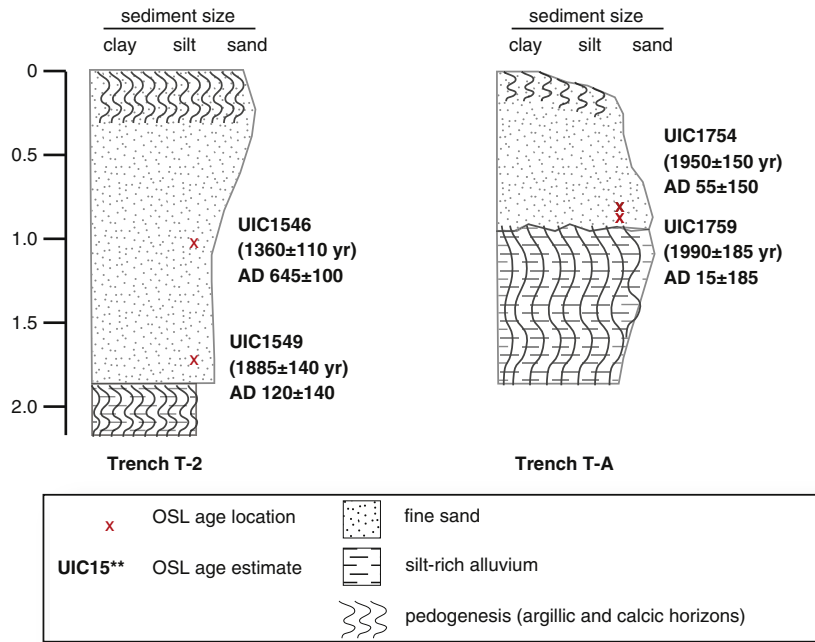 sediment size
clay silt sand
sediment size
clay silt sand
0
0.5
1.0
1.5
2.0
x
UIC1546
(1360±110 yr)
AD 645±100
x
UIC1549
(1885±140 yr)
AD 120±140
x
x
UIC1754
(1950±150 yr)
AD 55±150
UIC1759
(1990±185 yr)
AD 15±185
Trench T-2
Trench T-A
x OSL age location
fine sand
UIC15** OSL age estimate
silt-rich alluvium
pedogenesis (argillic and calcic horizons)